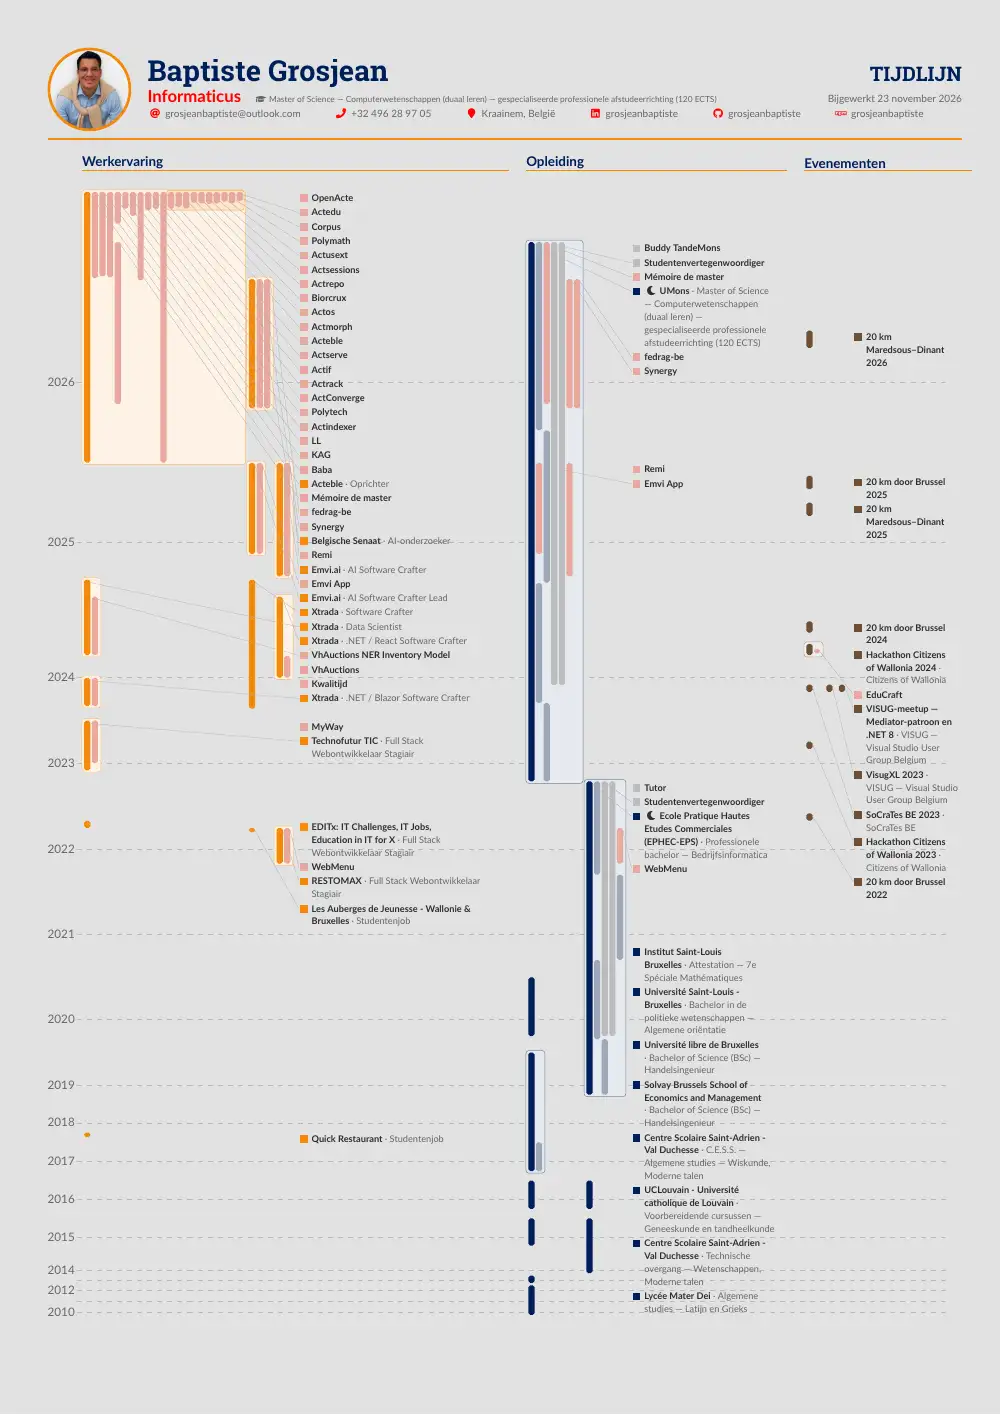 Baptiste Grosjean
TIJDLIJN
Informaticus
Master of Science — Computerwetenschappen (duaal leren) — gespecialiseerde professionele afstudeerrichting (120 ECTS)
Bijgewerkt 23 november 2026
grosjeanbaptiste@outlook.com
+32 496 28 97 05
Kraainem, België
grosjeanbaptiste
grosjeanbaptiste
grosjeanbaptiste
Werkervaring
OpenActe
Actedu
Corpus
Polymath
Actusext
Actsessions
Actrepo
Biorcrux
Actos
Actmorph
Acteble
Actserve
Actif
Actrack
ActConverge
Polytech
Actindexer
LL
KAG
Baba
Acteble · Oprichter
Mémoire de master
fedrag-be
Synergy
Belgische Senaat · AI-onderzoeker
Remi
Emvi.ai · AI Software Crafter
Emvi App
Emvi.ai · AI Software Crafter Lead
Xtrada · Software Crafter
Xtrada · Data Scientist
Xtrada · .NET / React Software Crafter
VhAuctions NER Inventory Model
VhAuctions
Kwalitijd
Xtrada · .NET / Blazor Software Crafter
MyWay
Technofutur TIC · Full Stack
Webontwikkelaar Stagiair
EDITx: IT Challenges, IT Jobs,
Education in IT for X · Full Stack
Webontwikkelaar Stagiair
WebMenu
RESTOMAX · Full Stack Webontwikkelaar
Stagiair
Les Auberges de Jeunesse - Wallonie &
Bruxelles · Studentenjob
Quick Restaurant · Studentenjob
2026
2025
2024
2023
2022
2021
2020
2019
2018
2017
2016
2015
2014
2012
2010
Opleiding
Buddy TandeMons
Studentenvertegenwoordiger
Mémoire de master
UMons · Master of Science
— Computerwetenschappen
(duaal leren) —
gespecialiseerde professionele
afstudeerrichting (120 ECTS)
fedrag-be
Synergy
Remi
Emvi App
Tutor
Studentenvertegenwoordiger
Ecole Pratique Hautes
Etudes Commerciales
(EPHEC-EPS) · Professionele
bachelor — Bedrijfsinformatica
WebMenu
Institut Saint-Louis
Bruxelles · Attestation — 7e
Spéciale Mathématiques
Université Saint-Louis -
Bruxelles · Bachelor in de
politieke wetenschappen —
Algemene oriëntatie
Université libre de Bruxelles
· Bachelor of Science (BSc) —
Handelsingenieur
Solvay Brussels School of
Economics and Management
· Bachelor of Science (BSc) —
Handelsingenieur
Centre Scolaire Saint-Adrien -
Val Duchesse · C.E.S.S. —
Algemene studies — Wiskunde,
Moderne talen
UCLouvain - Université
catholique de Louvain ·
Voorbereidende cursussen —
Geneeskunde en tandheelkunde
Centre Scolaire Saint-Adrien -
Val Duchesse · Technische
overgang — Wetenschappen,
Moderne talen
Lycée Mater Dei · Algemene
studies — Latijn en Grieks
Evenementen
20 km
Maredsous–Dinant
2026
20 km door Brussel
2025
20 km
Maredsous–Dinant
2025
20 km door Brussel
2024
Hackathon Citizens
of Wallonia 2024 ·
Citizens of Wallonia
EduCraft
VISUG-meetup —
Mediator-patroon en
.NET 8 · VISUG —
Visual Studio User
Group Belgium
VisugXL 2023 ·
VISUG — Visual Studio
User Group Belgium
SoCraTes BE 2023 ·
SoCraTes BE
Hackathon Citizens
of Wallonia 2023 ·
Citizens of Wallonia
20 km door Brussel
2022